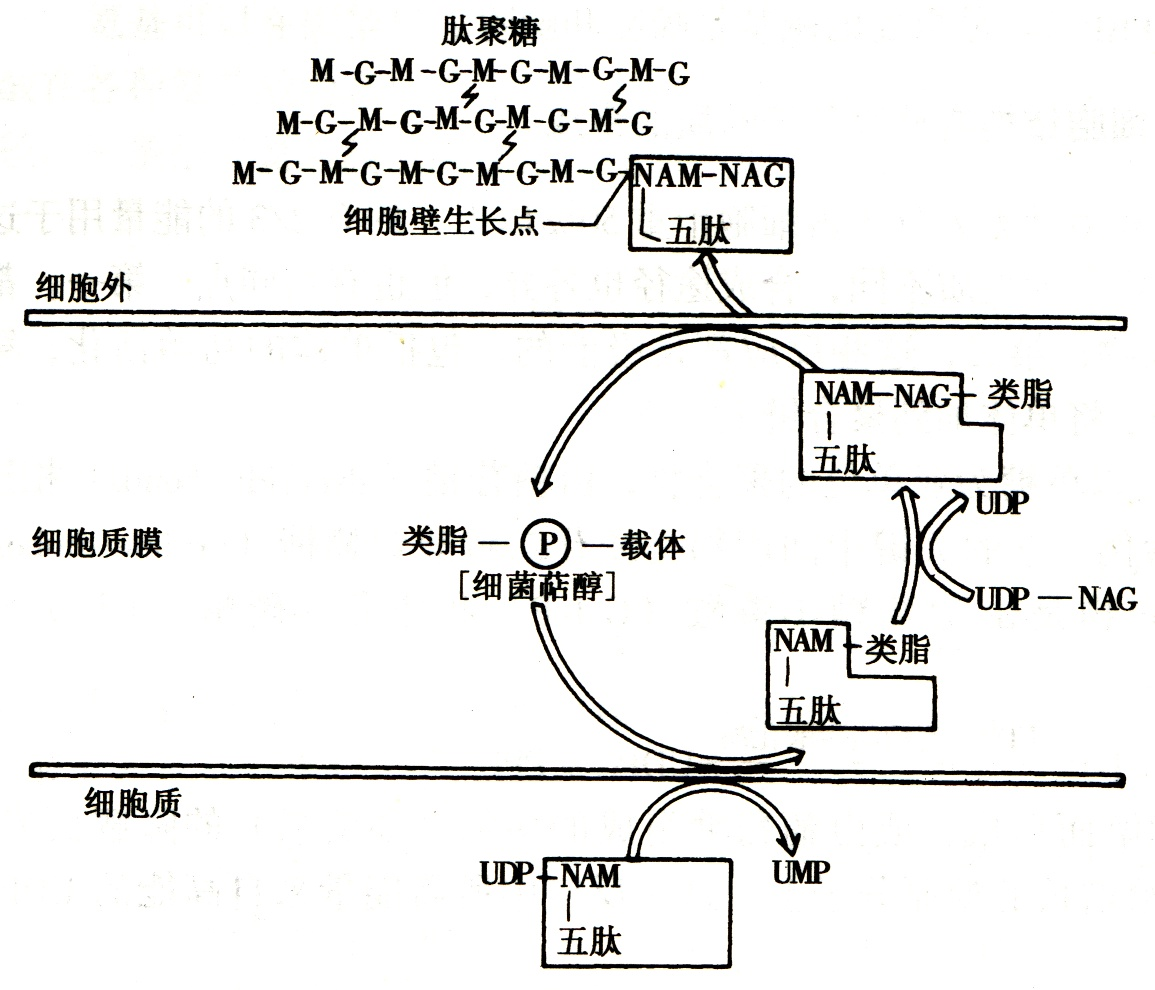 肽聚糖
M-G-M-G-M-G-M-G-M-G
M-G-M-G-M-G-M-G-M-G
M-G-M-G-M-G-M-G-M-G-NAM-NAG
细胞壁生长点
五肽
细胞外
NAM-NAG-类脂
五肽
UDP
细胞质膜
类脂-P-载体
[细菌萜醇]
UDP-NAG
NAM-类脂
五肽
细胞质
UDP-NAM
UMP
五肽